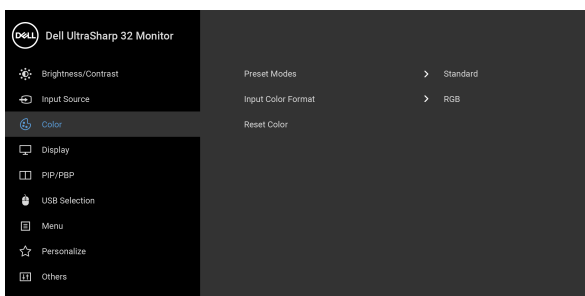 DELL Dell UltraSharp 32 Monitor
Brightness/Contrast Preset Modes > Standard
Input Source Input Color Format > RGB
Color Reset Color
Display
PIP/PBP
USB Selection
Menu
Personalize
Others